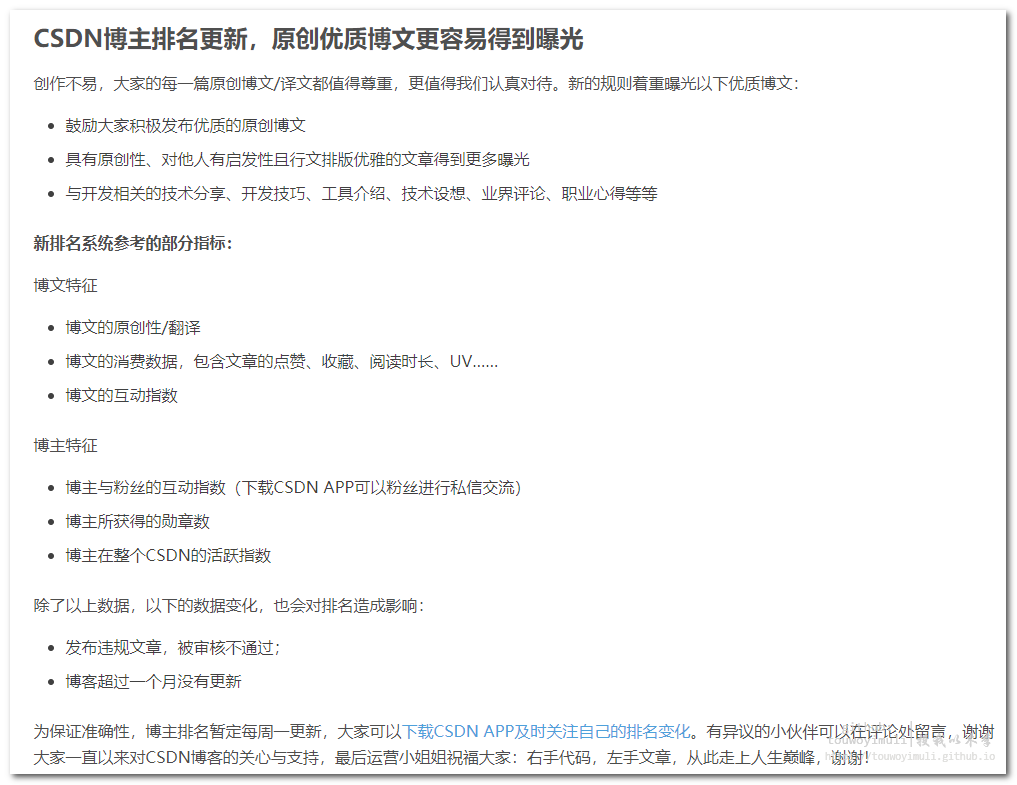 CSDN博主排名更新，原创优质博文更容易得到曝光
创作不易，大家的每一篇原创博文/译文都值得尊重，更值得我们认真对待。新的规则着重曝光以下优质博文：
• 鼓励大家积极发布优质的原创博文
• 具有原创性、对他人有启发性且行文排版优雅的文章得到更多曝光
• 与开发相关的技术分享、开发技巧、工具介绍、技术设想、业界评论、职业心得等等
新排名系统参考的部分指标：
博文特征
• 博文的原创性/翻译
• 博文的消费数据，包含文章的点赞、收藏、阅读时长、UV……
• 博文的互动指数
博主特征
• 博主与粉丝的互动指数（下载CSDN APP可以粉丝进行私信交流）
• 博主所获得的勋章数
• 博主在整个CSDN的活跃指数
除了以上数据，以下的数据变化，也会对排名造成影响：
• 发布违规文章，被审核不通过；
• 博客超过一个月没有更新
为保证准确性，博主排名暂定每周一更新，大家可以下载CSDN APP及时关注自己的排名变化。有异议的小伙伴可以在评论处留言，谢谢
大家一直以来对CSDN博客的关心与支持，最后运营小姐姐祝福大家：右手代码，左手文章，从此走上人生巅峰，谢谢！
touwoyimuli
touwoyimuli.github.io